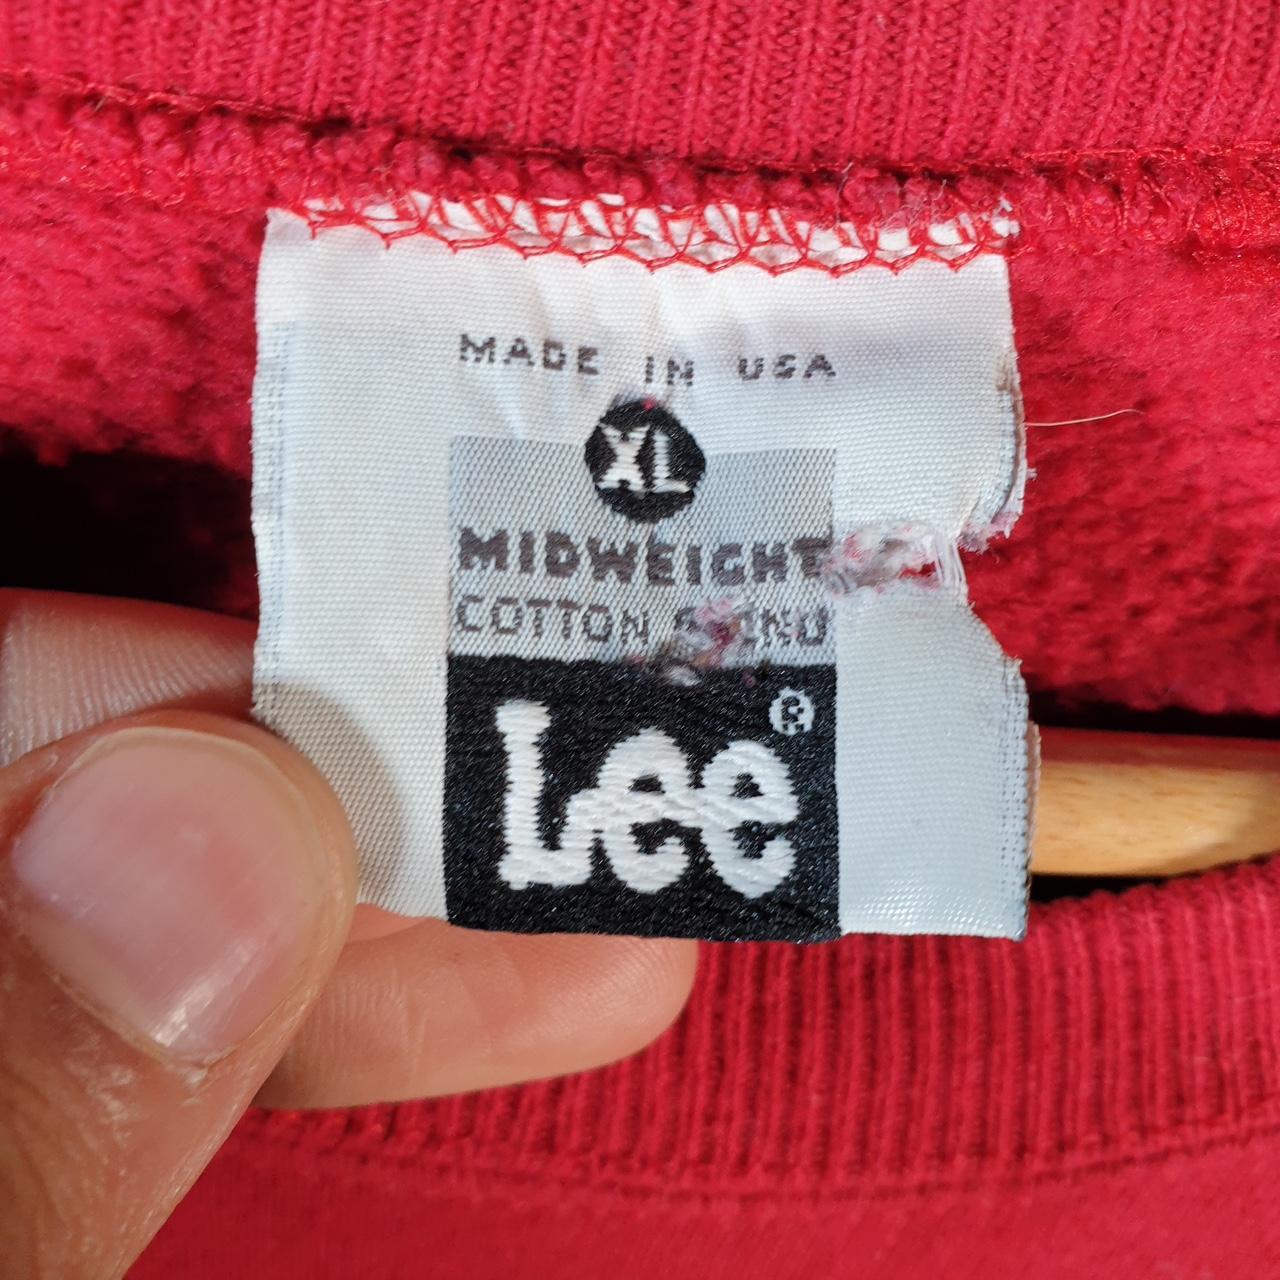 MADE IN USA
XL
MIDWEIGHT
COTTON
Lee®